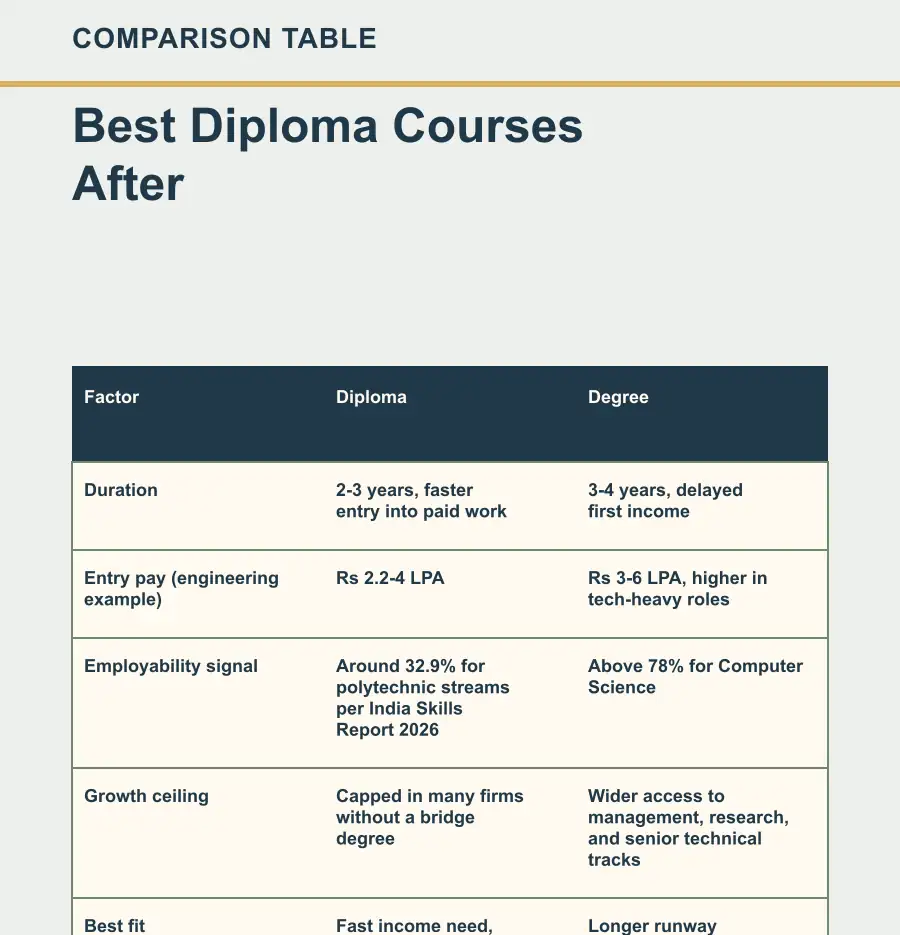 COMPARISON TABLE
Best Diploma Courses
After
Factor
Diploma
Degree
Duration
2-3 years, faster
entry into paid work
3-4 years, delayed
first income
Entry pay (engineering
example)
Rs 2.2-4 LPA
Rs 3-6 LPA, higher in
tech-heavy roles
Employability signal
Around 32.9% for
polytechnic streams
per India Skills
Report 2026
Above 78% for Computer
Science
Growth ceiling
Capped in many firms
without a bridge
degree
Wider access to
management, research,
and senior technical
tracks
Best fit
Fast income need,
Longer runway